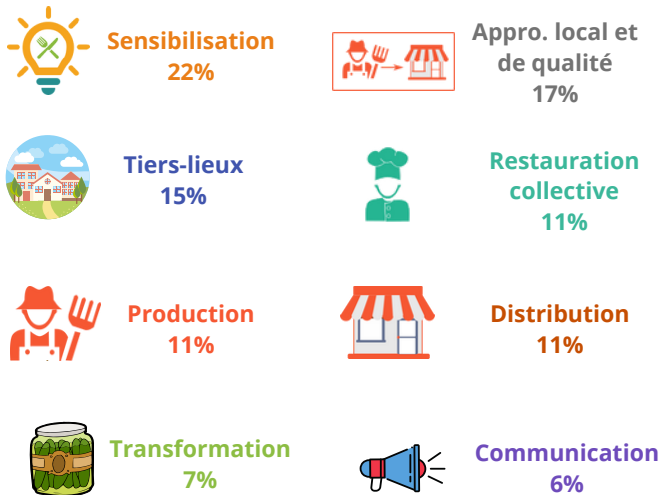 Sensibilisation
22%
Appro. local et
de qualité
17%
Tiers-lieux
15%
Restauration
collective
11%
Production
11%
Distribution
11%
Transformation
7%
Communication
6%